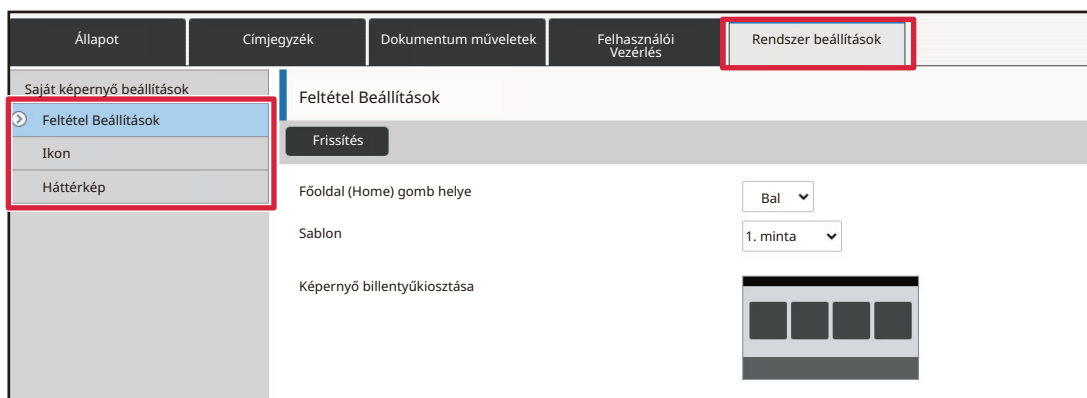 Állapot
Címjegyzék
Dokumentum műveletek
Felhasználói
Vezérlés
Rendszer beállítások
Saját képernyő beállítások
Feltétel Beállítások
Ikon
Háttérkép
Feltétel Beállítások
Frissítés
Főoldal (Home) gomb helye
Bal
Sablon
1. minta
Képernyő billentyűkiosztása